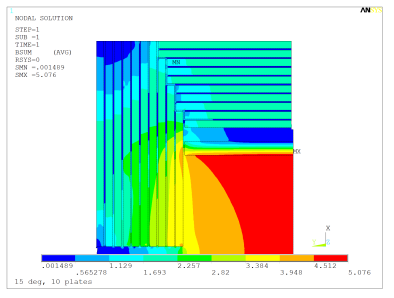 NODAL SOLUTION
STEP=1
SUB =1
TIME=1
BSUM (AVG)
RSYS=0
SMN =.001489
SMX =5.076
MN
MX
X
Z
.001489 1.129 2.257 3.384 4.512
.565278 1.693 2.82 3.948 5.076
15 deg, 10 plates